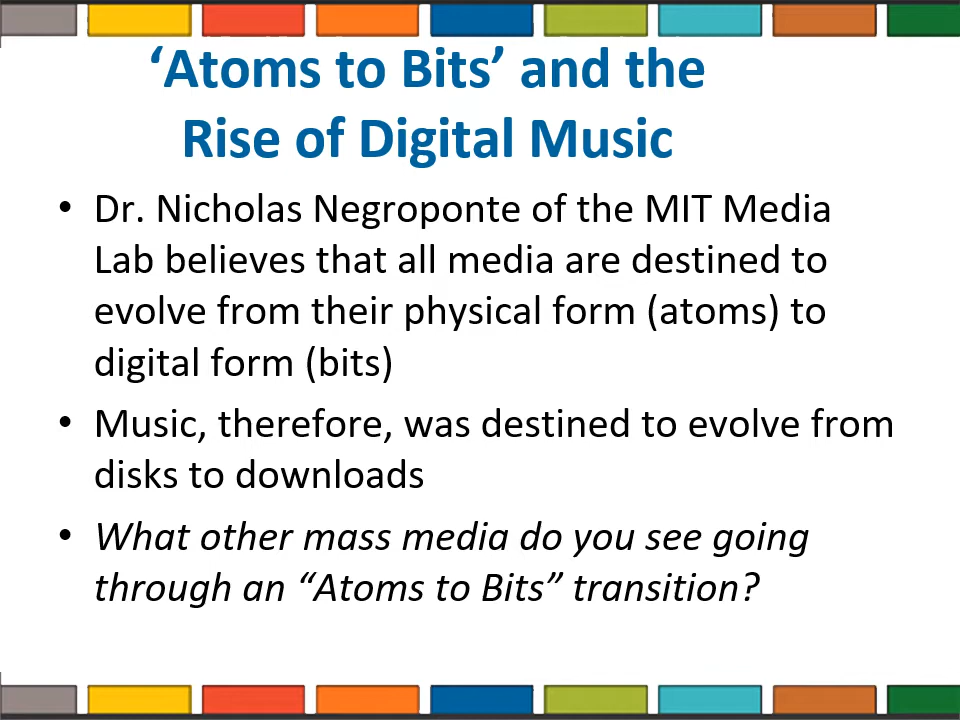 ‘Atoms to Bits’ and the
Rise of Digital Music
• Dr. Nicholas Negroponte of the MIT Media
Lab believes that all media are destined to
evolve from their physical form (atoms) to
digital form (bits)
• Music, therefore, was destined to evolve from
disks to downloads
• What other mass media do you see going
through an “Atoms to Bits” transition?